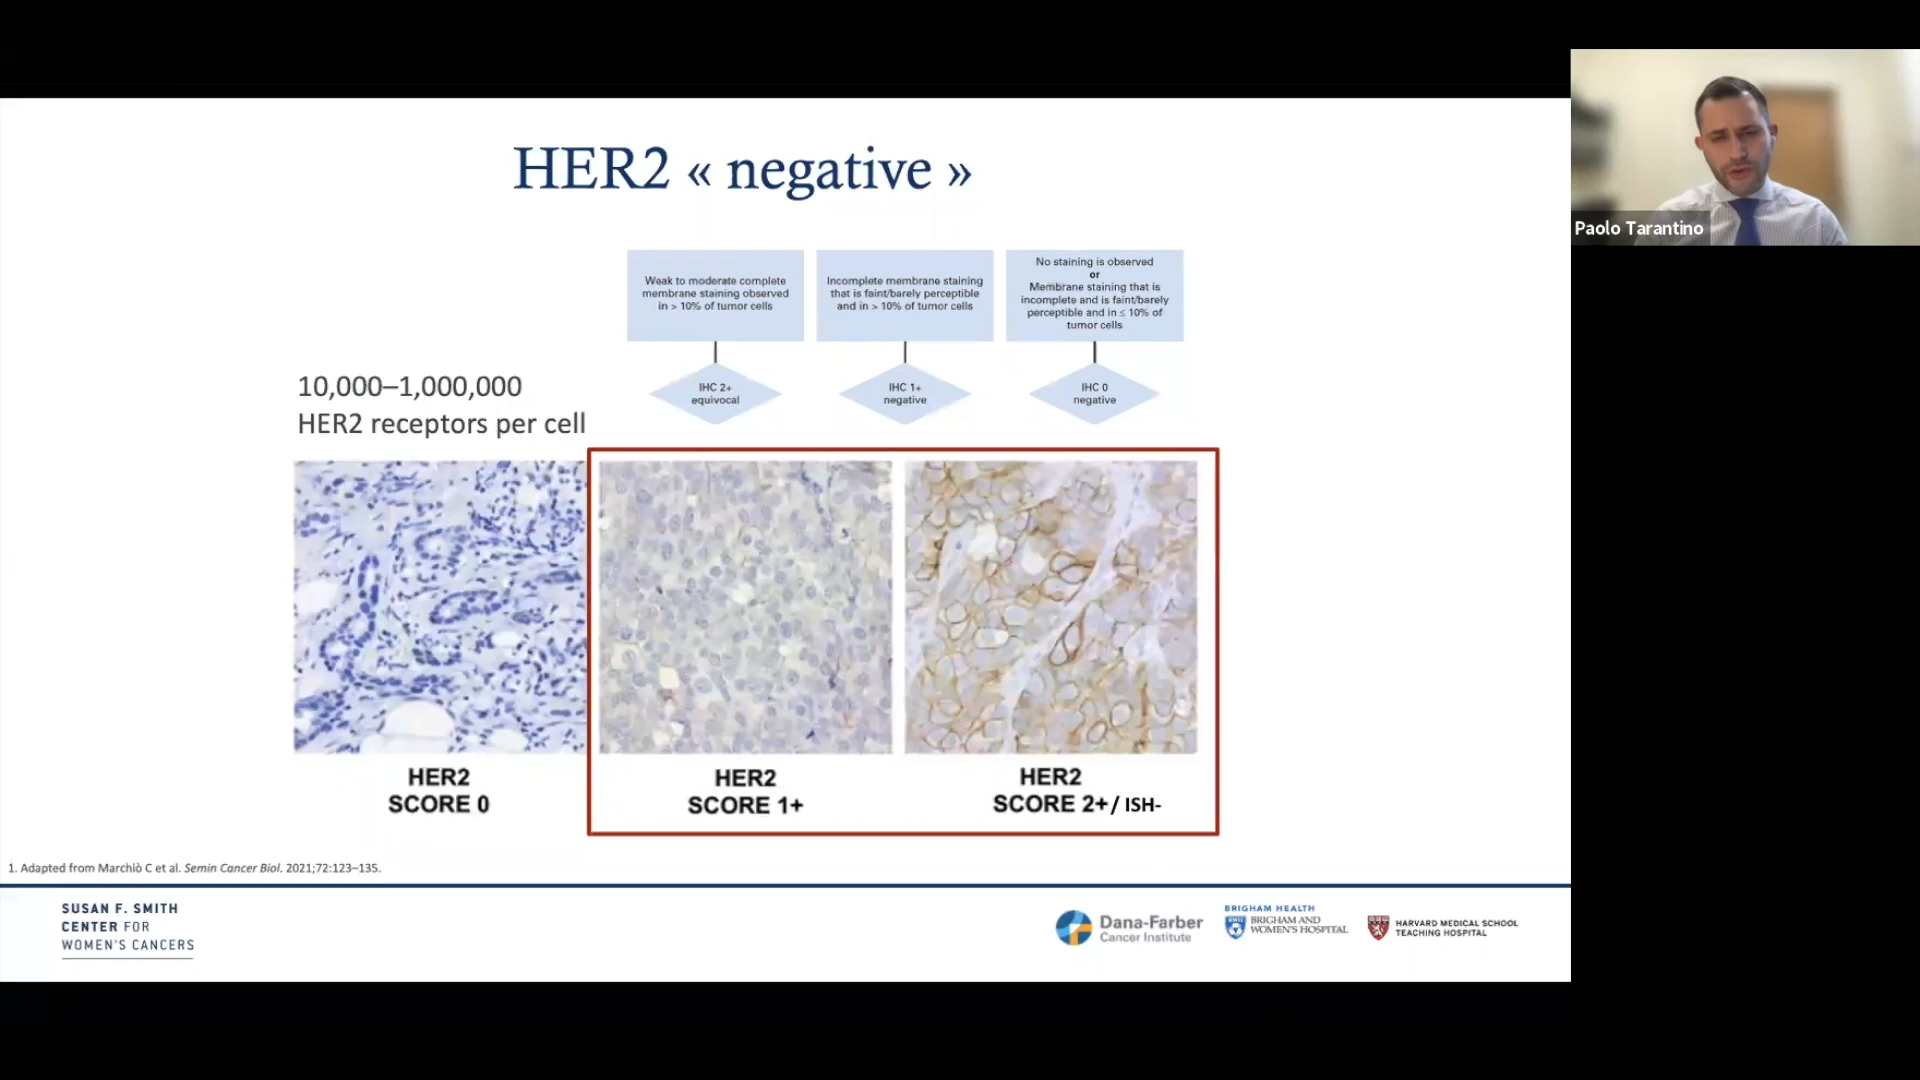 HER2 « negative »
Paolo Tarantino
Weak to moderate complete
membrane staining observed
in > 10% of tumor cells
Incomplete membrane staining
that is faint/barely perceptible
and in > 10% of tumor cells
No staining is observed
or
Membrane staining that is
incomplete and is faint/barely
perceptible and in ≤ 10% of
tumor cells
IHC 2+
equivocal
IHC 1+
negative
IHC 0
negative
10,000–1,000,000
HER2 receptors per cell
HER2
SCORE 0
HER2
SCORE 1+
HER2
SCORE 2+/ ISH-
1. Adapted from Marchiò C et al. Semin Cancer Biol. 2021;72:123–135.
SUSAN F. SMITH
CENTER FOR
WOMEN'S CANCERS
Dana-Farber
Cancer Institute
BRIGHAM HEALTH
BRIGHAM AND
WOMEN'S HOSPITAL
HARVARD MEDICAL SCHOOL
TEACHING HOSPITAL